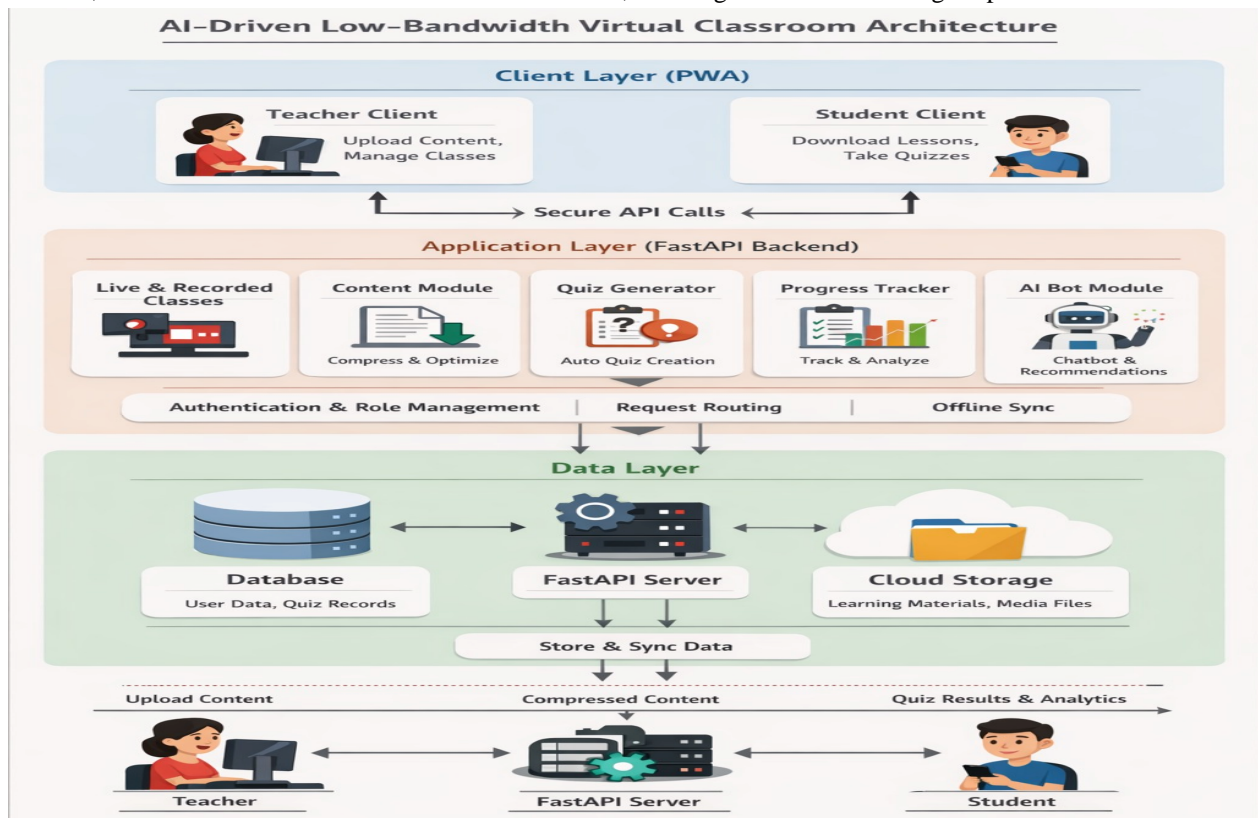 AI-Driven Low-Bandwidth Virtual Classroom Architecture
Client Layer (PWA)
Teacher Client
Upload Content,
Manage Classes
Student Client
Download Lessons,
Take Quizzes
Secure API Calls
Application Layer (FastAPI Backend)
Live & Recorded
Classes
Content Module
Compress & Optimize
Quiz Generator
Auto Quiz Creation
Progress Tracker
Track & Analyze
AI Bot Module
Chatbot &
Recommendations
Authentication & Role Management
Request Routing
Offline Sync
Data Layer
Database
User Data, Quiz Records
FastAPI Server
Cloud Storage
Learning Materials, Media Files
Store & Sync Data
Upload Content
Compressed Content
Quiz Results & Analytics
Teacher
FastAPI Server
Student